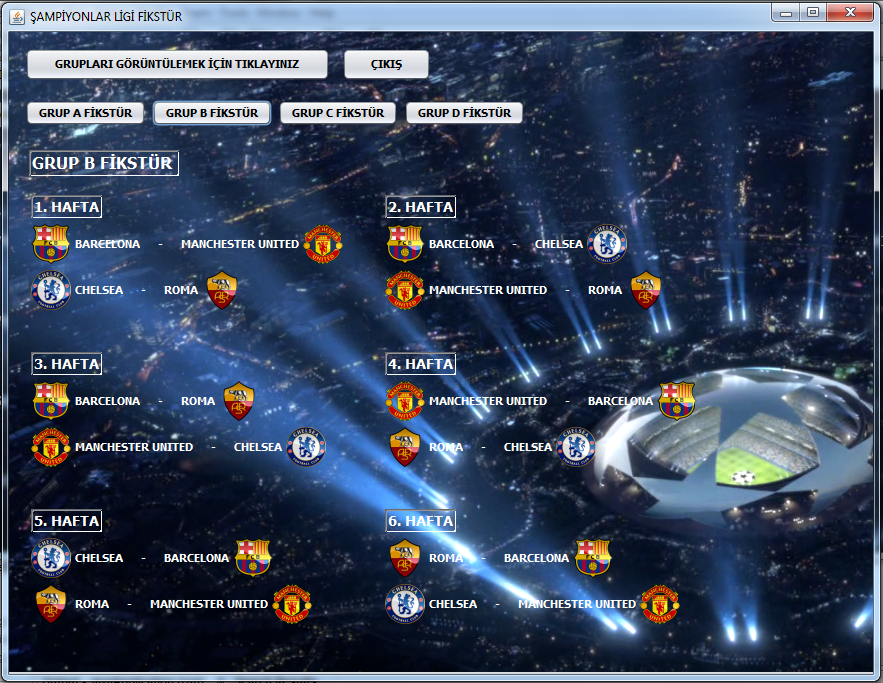 ŞAMPİYONLAR LİGİ FİKSTÜR
GRUPLARI GÖRÜNTÜLEMEK İÇİN TIKLAYINIZ ÇIKIŞ
GRUP A FİKSTÜR GRUP B FİKSTÜR GRUP C FİKSTÜR GRUP D FİKSTÜR
GRUP B FİKSTÜR
1. HAFTA
BARCELONA - MANCHESTER UNITED
CHELSEA - ROMA
2. HAFTA
BARCELONA - CHELSEA
MANCHESTER UNITED - ROMA
3. HAFTA
BARCELONA - ROMA
MANCHESTER UNITED - CHELSEA
4. HAFTA
MANCHESTER UNITED - BARCELONA
ROMA - CHELSEA
5. HAFTA
CHELSEA - BARCELONA
ROMA - MANCHESTER UNITED
6. HAFTA
ROMA - BARCELONA
CHELSEA - MANCHESTER UNITED